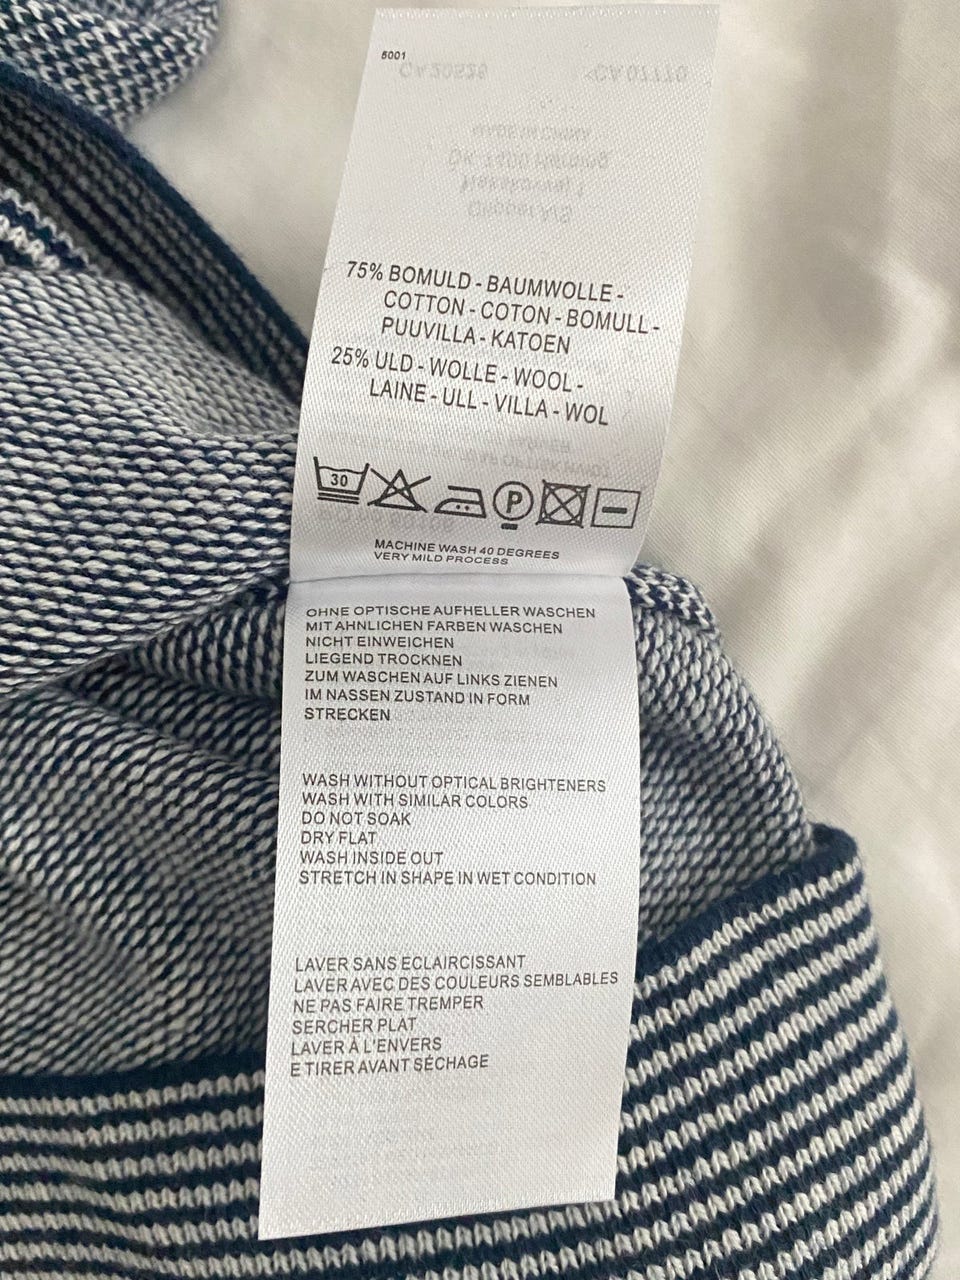 5001
75% BOMULD - BAUMWOLLE -
COTTON - COTON - BOMULL -
PUUVILLA - KATOEN
25% ULD - WOLLE - WOOL -
LAINE - ULL - VILLA - WOL
30 P
MACHINE WASH 40 DEGREES
VERY MILD PROCESS
OHNE OPTISCHE AUFHELLER WASCHEN
MIT AHNLICHEN FARBEN WASCHEN
NICHT EINWEICHEN
LIEGEND TROCKNEN
ZUM WASCHEN AUF LINKS ZIENEN
IM NASSEN ZUSTAND IN FORM
STRECKEN
WASH WITHOUT OPTICAL BRIGHTENERS
WASH WITH SIMILAR COLORS
DO NOT SOAK
DRY FLAT
WASH INSIDE OUT
STRETCH IN SHAPE IN WET CONDITION
LAVER SANS ECLAIRCISSANT
LAVER AVEC DES COULEURS SEMBLABLES
NE PAS FAIRE TREMPER
SERCHER PLAT
LAVER À L'ENVERS
E TIRER AVANT SÉCHAGE